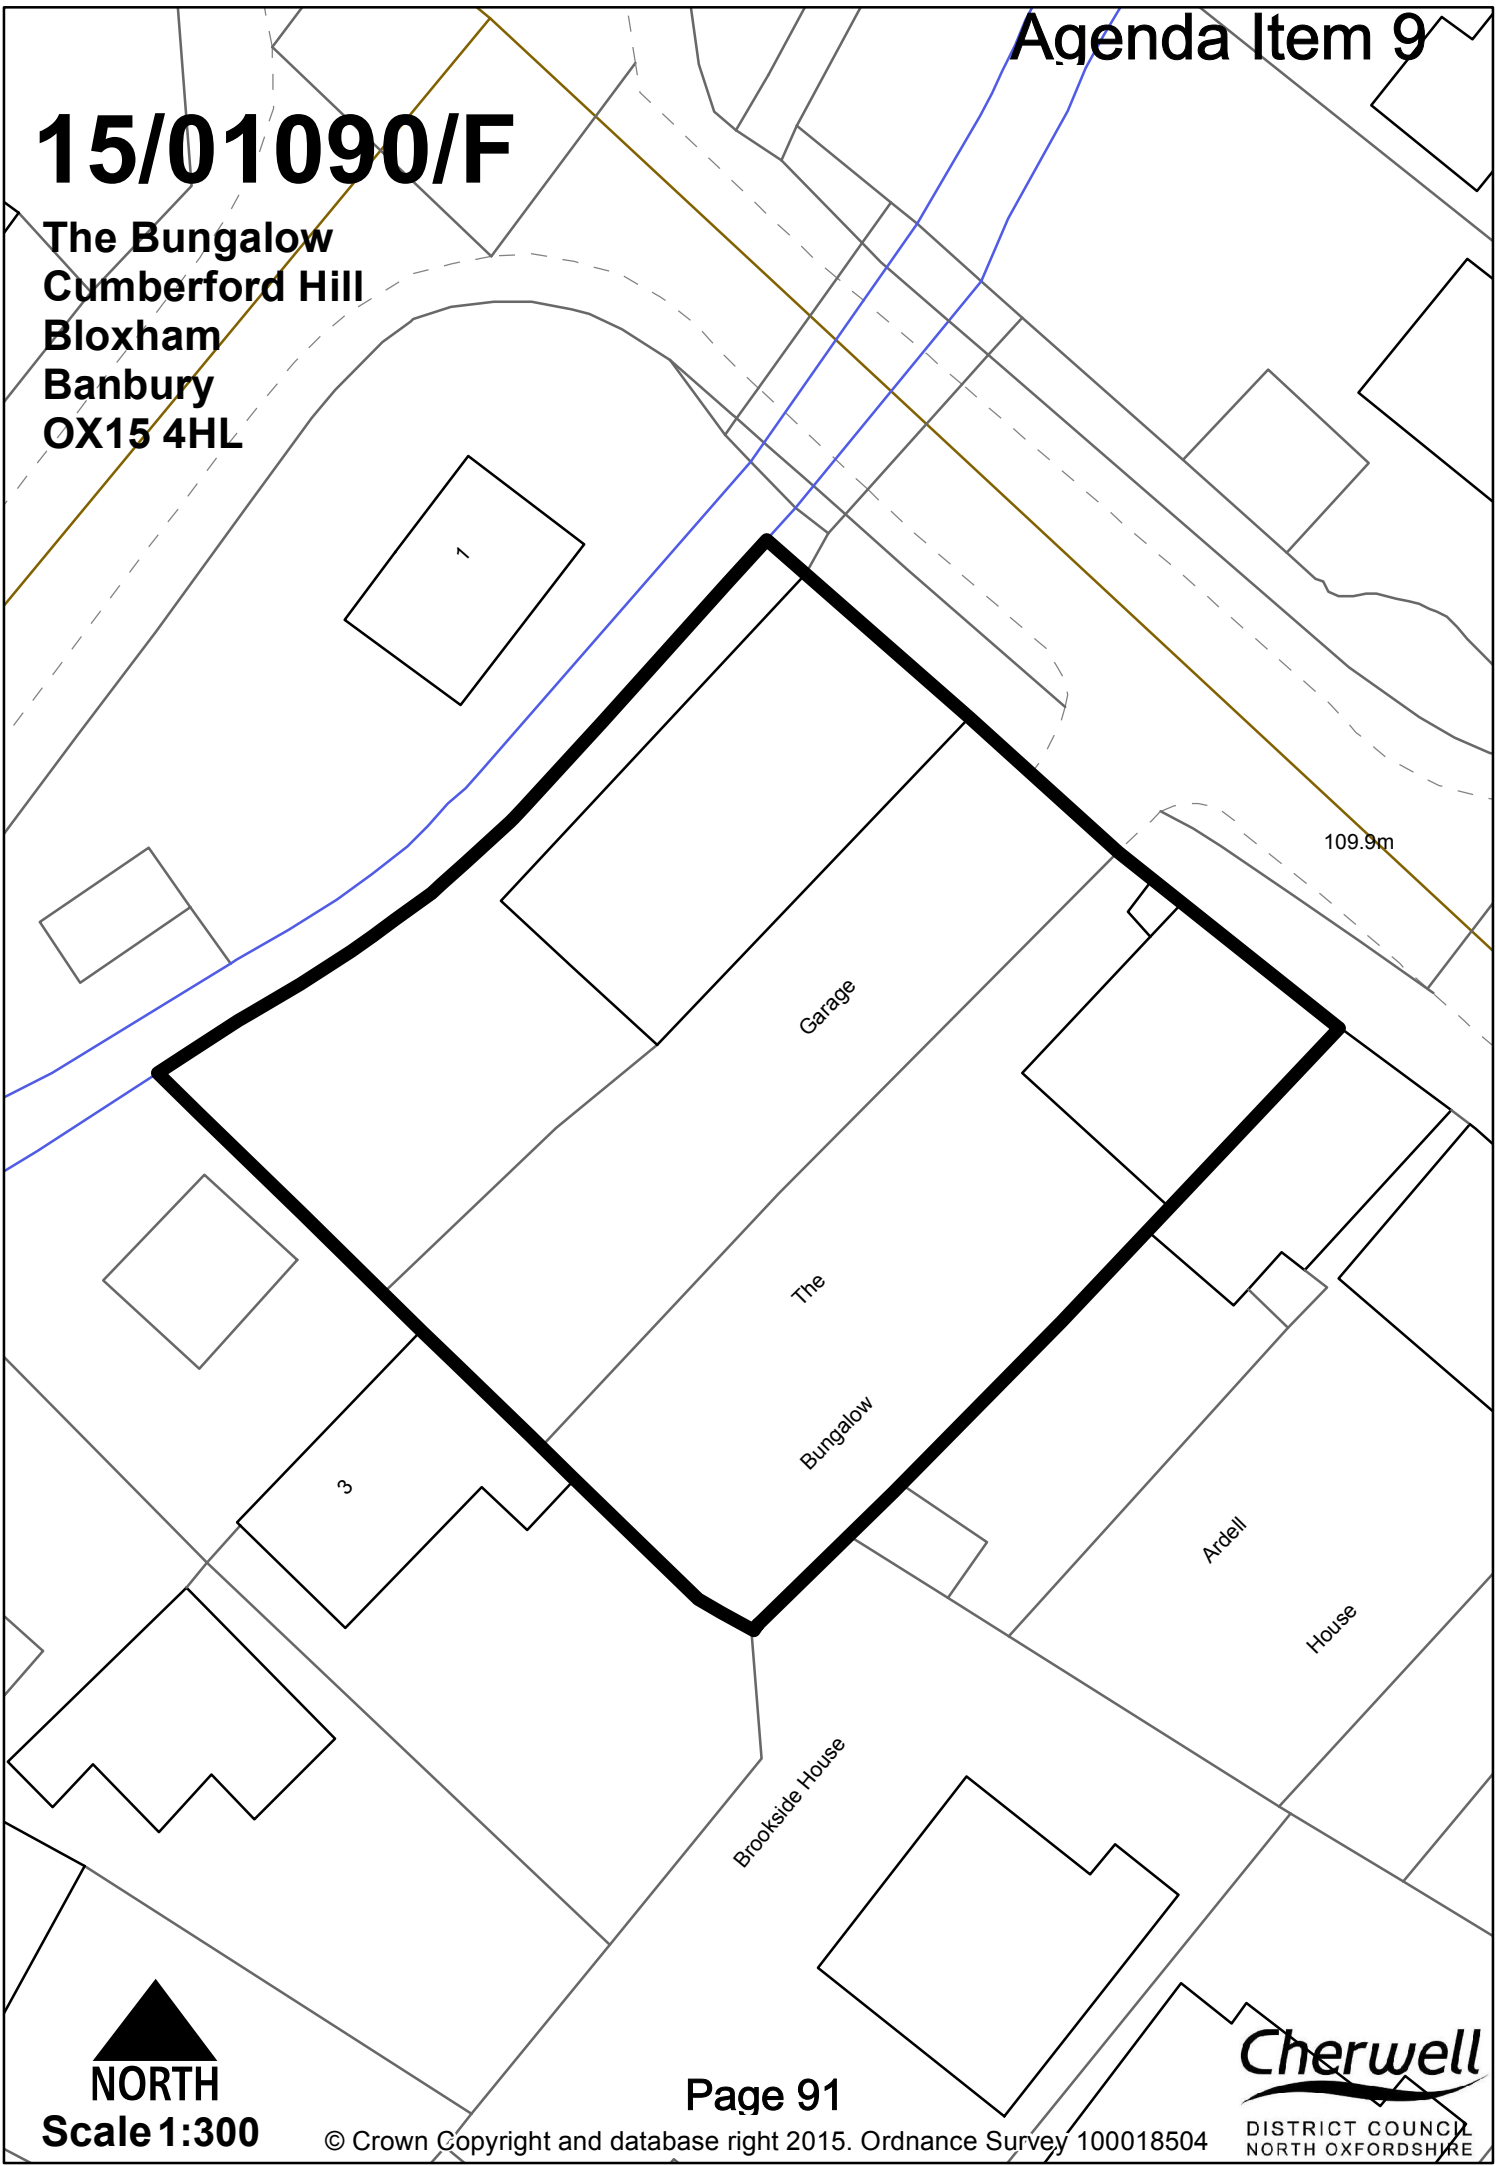 Agenda Item 9
15/01090/F
The Bungalow
Cumberford Hill
Bloxham
Banbury
OX15 4HL
1
109.9m
Garage
The
Bungalow
3
Ardell
House
Brookside House
NORTH
Scale 1:300
Page 91
© Crown Copyright and database right 2015. Ordnance Survey 100018504
Cherwell
DISTRICT COUNCIL
NORTH OXFORDSHIRE